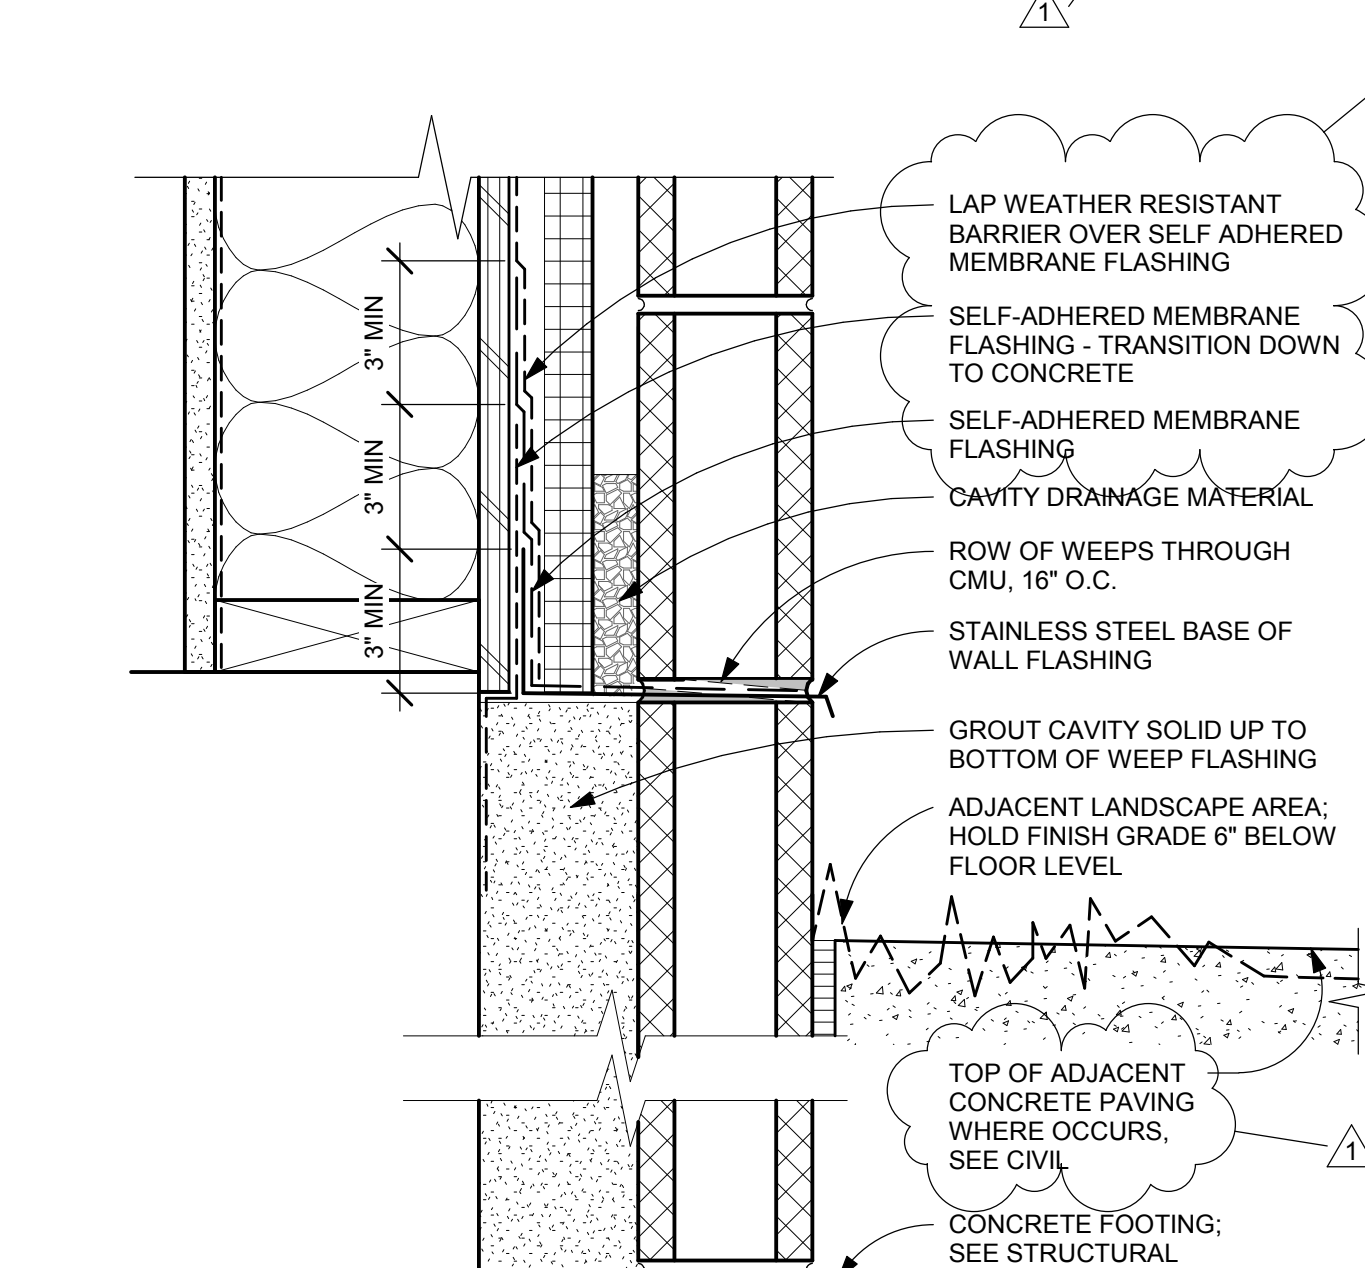 1
LAP WEATHER RESISTANT
BARRIER OVER SELF ADHERED
MEMBRANE FLASHING
SELF-ADHERED MEMBRANE
FLASHING - TRANSITION DOWN
TO CONCRETE
SELF-ADHERED MEMBRANE
FLASHING
CAVITY DRAINAGE MATERIAL
ROW OF WEEPS THROUGH
CMU, 16" O.C.
STAINLESS STEEL BASE OF
WALL FLASHING
GROUT CAVITY SOLID UP TO
BOTTOM OF WEEP FLASHING
ADJACENT LANDSCAPE AREA;
HOLD FINISH GRADE 6" BELOW
FLOOR LEVEL
TOP OF ADJACENT
CONCRETE PAVING
WHERE OCCURS,
SEE CIVIL
1
CONCRETE FOOTING;
SEE STRUCTURAL
3" MIN
3" MIN
3" MIN